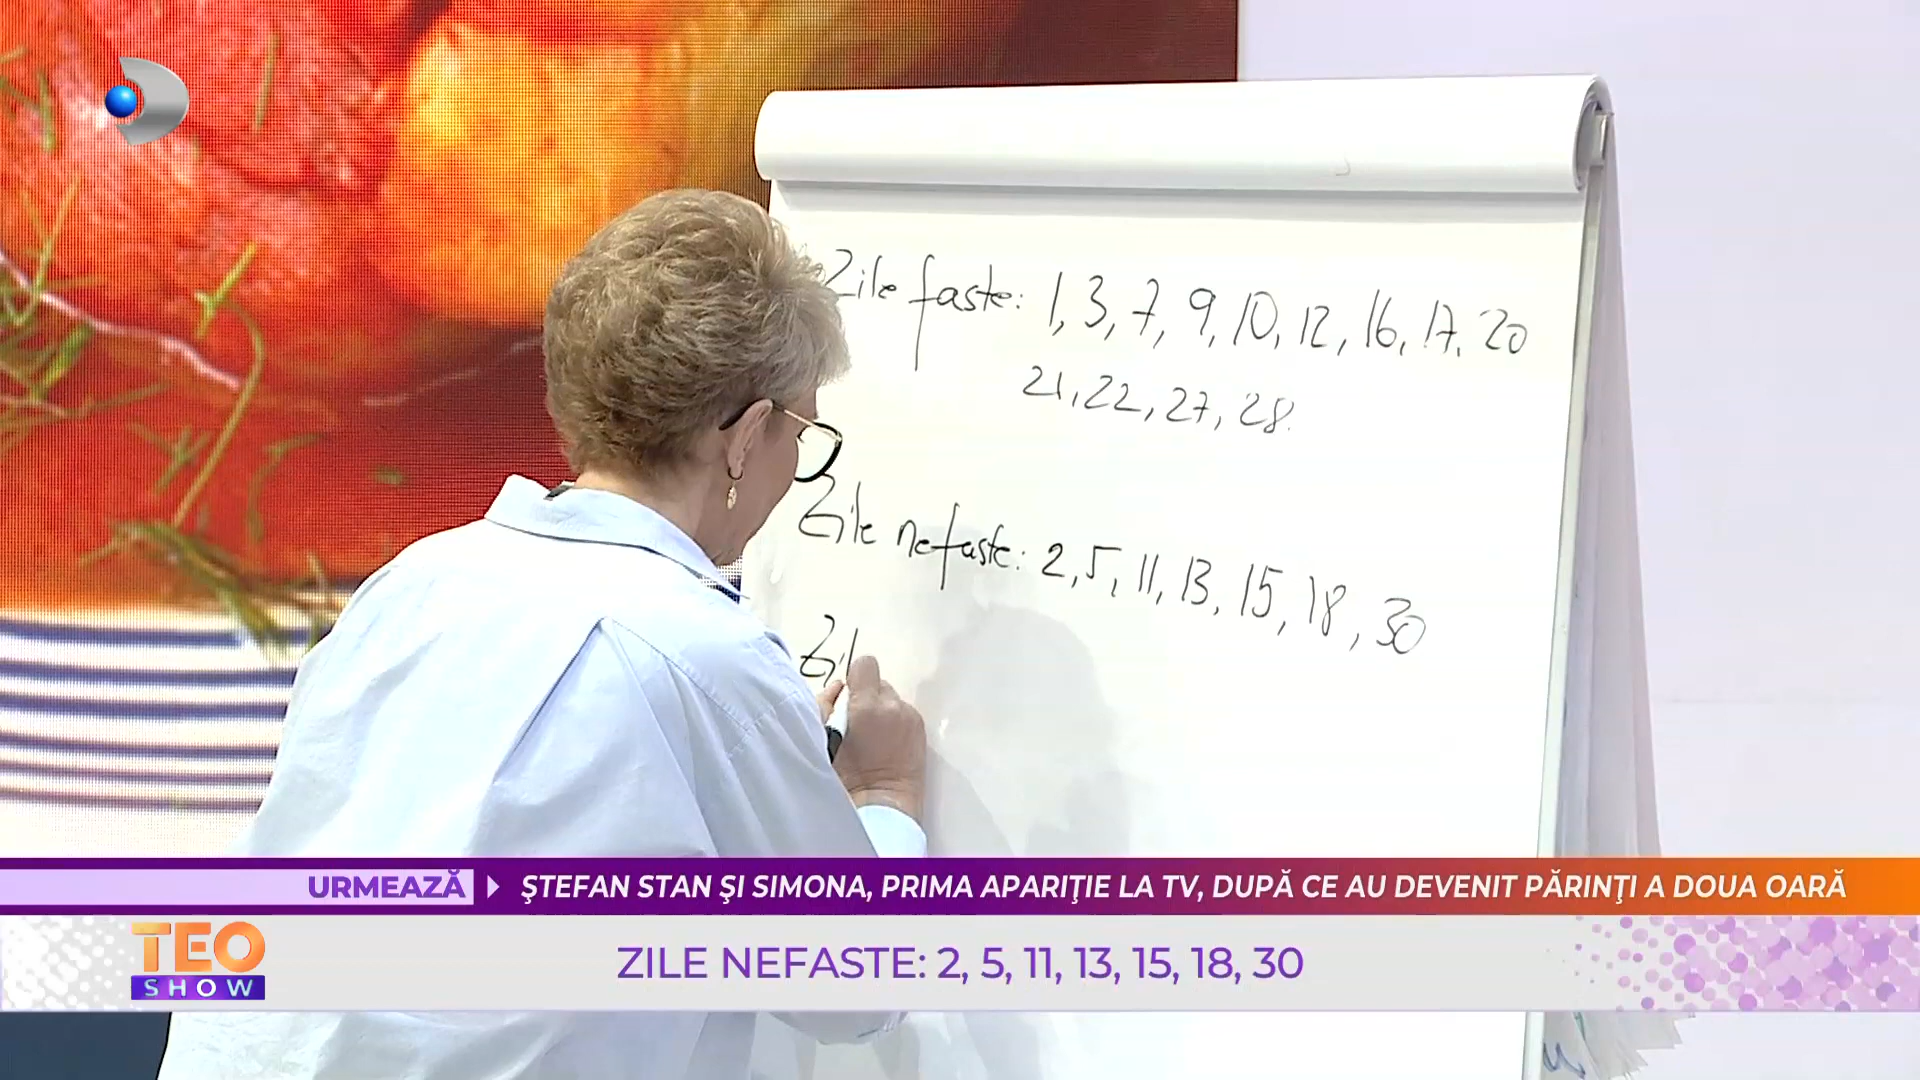 Zile faste: 1, 3, 7, 9, 10, 12, 16, 17, 20
21, 22, 27, 28.
Zile nefaste: 2, 5, 11, 13, 15, 18, 30
Zil
URMEAZĂ
ŞTEFAN STAN ŞI SIMONA, PRIMA APARIŢIE LA TV, DUPĂ CE AU DEVENIT PĂRINŢI A DOUA OARĂ
TEO
SHOW
ZILE NEFASTE: 2, 5, 11, 13, 15, 18, 30